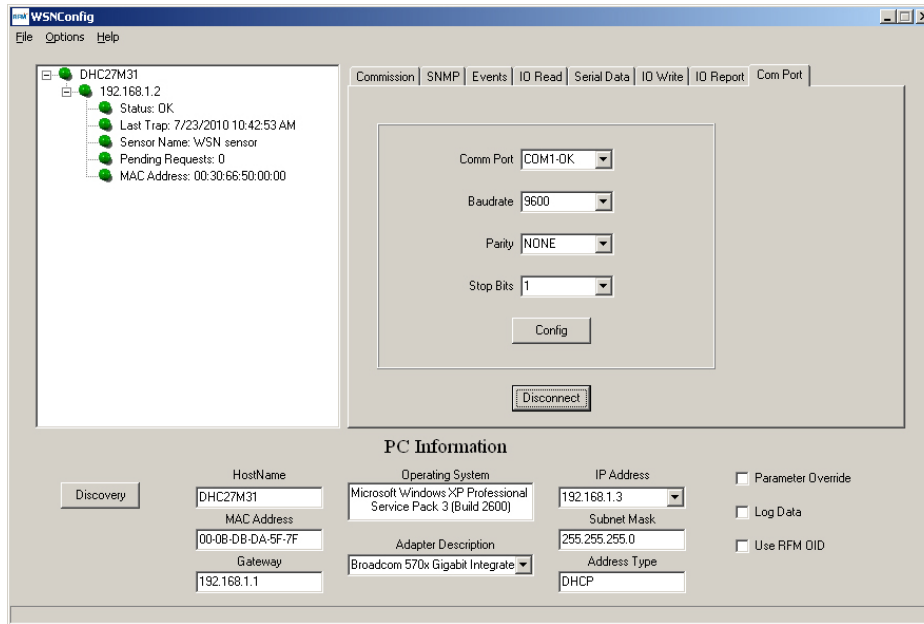 RFM WSNConfig
File Options Help
DHC27M31
192.168.1.2
Status: OK
Last Trap: 7/23/2010 10:42:53 AM
Sensor Name: WSN sensor
Pending Requests: 0
MAC Address: 00:30:66:50:00:00
Commission SNMP Events IO Read Serial Data IO Write IO Report Com Port
Comm Port COM1-OK
Baudrate 9600
Parity NONE
Stop Bits 1
Config
Disconnect
PC Information
Discovery
HostName
DHC27M31
MAC Address
00-0B-DB-DA-5F-7F
Gateway
192.168.1.1
Operating System
Microsoft Windows XP Professional
Service Pack 3 (Build 2600)
Adapter Description
Broadcom 570x Gigabit Integrate
IP Address
192.168.1.3
Subnet Mask
255.255.255.0
Address Type
DHCP
Parameter Override
Log Data
Use RFM OID